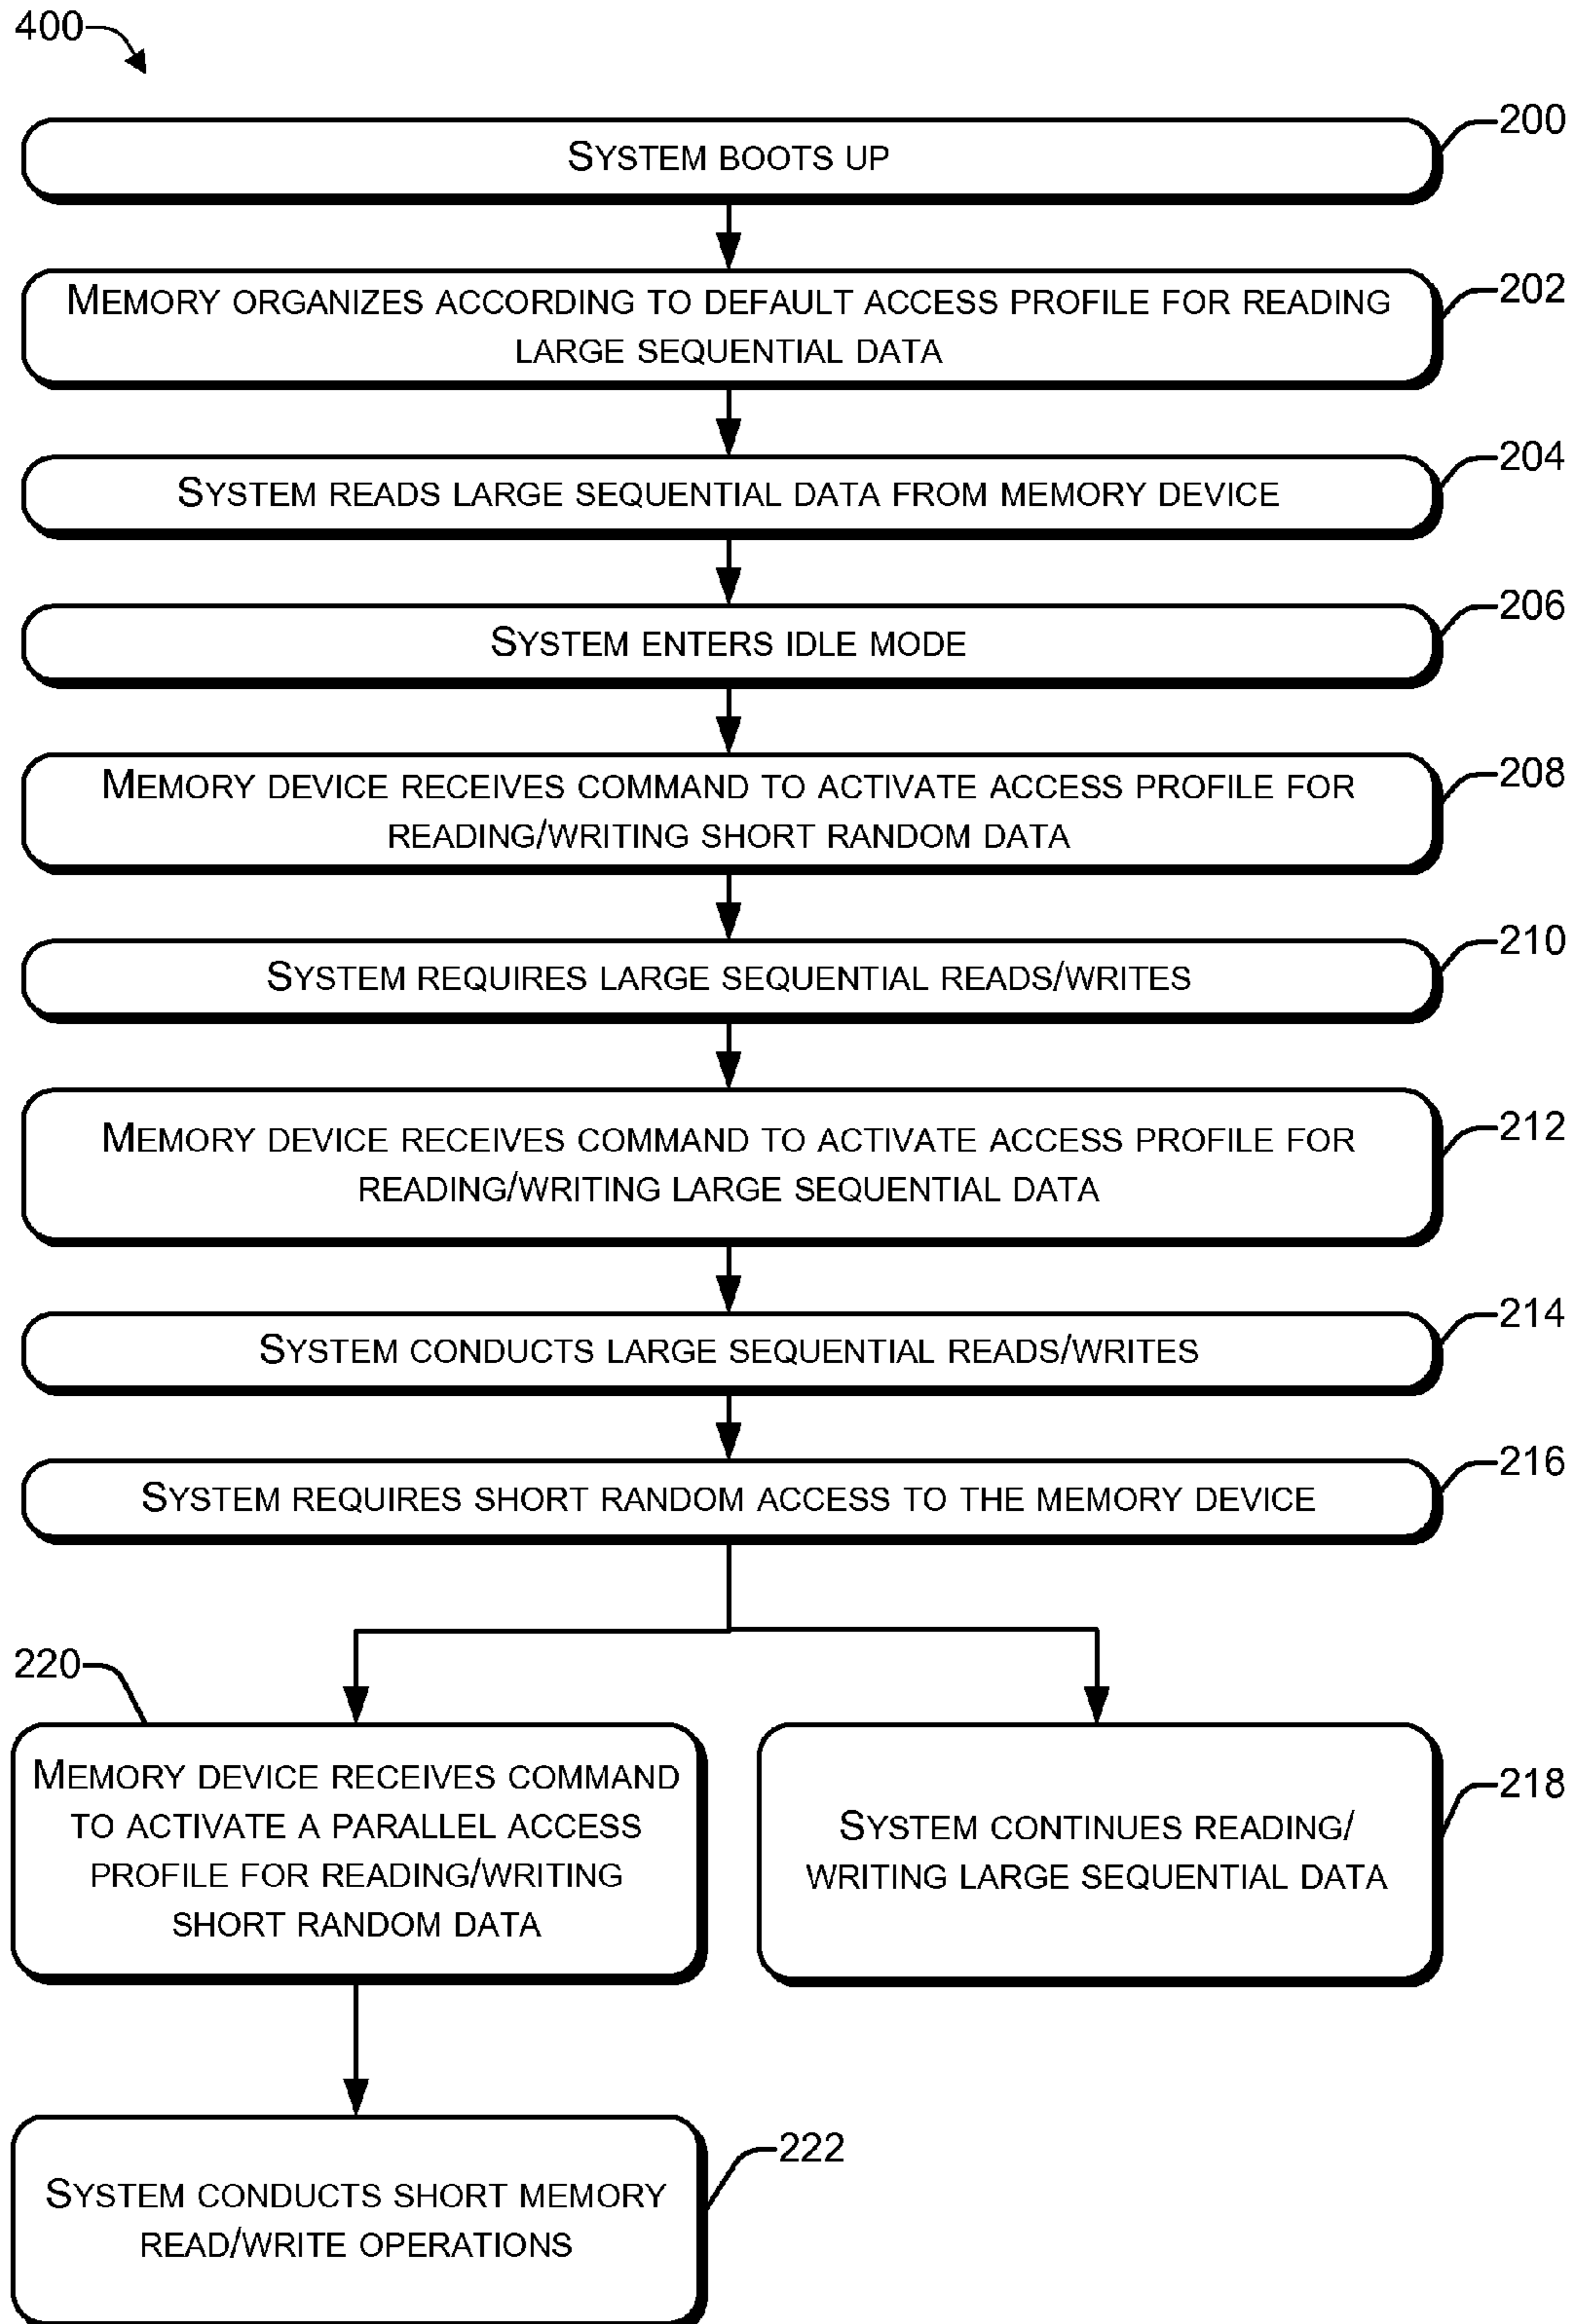 400
200
SYSTEM BOOTS UP
202
MEMORY ORGANIZES ACCORDING TO DEFAULT ACCESS PROFILE FOR READING
LARGE SEQUENTIAL DATA
204
SYSTEM READS LARGE SEQUENTIAL DATA FROM MEMORY DEVICE
206
SYSTEM ENTERS IDLE MODE
208
MEMORY DEVICE RECEIVES COMMAND TO ACTIVATE ACCESS PROFILE FOR
READING/WRITING SHORT RANDOM DATA
210
SYSTEM REQUIRES LARGE SEQUENTIAL READS/WRITES
212
MEMORY DEVICE RECEIVES COMMAND TO ACTIVATE ACCESS PROFILE FOR
READING/WRITING LARGE SEQUENTIAL DATA
214
SYSTEM CONDUCTS LARGE SEQUENTIAL READS/WRITES
216
SYSTEM REQUIRES SHORT RANDOM ACCESS TO THE MEMORY DEVICE
220
MEMORY DEVICE RECEIVES COMMAND
TO ACTIVATE A PARALLEL ACCESS
PROFILE FOR READING/WRITING
SHORT RANDOM DATA
218
SYSTEM CONTINUES READING/
WRITING LARGE SEQUENTIAL DATA
222
SYSTEM CONDUCTS SHORT MEMORY
READ/WRITE OPERATIONS